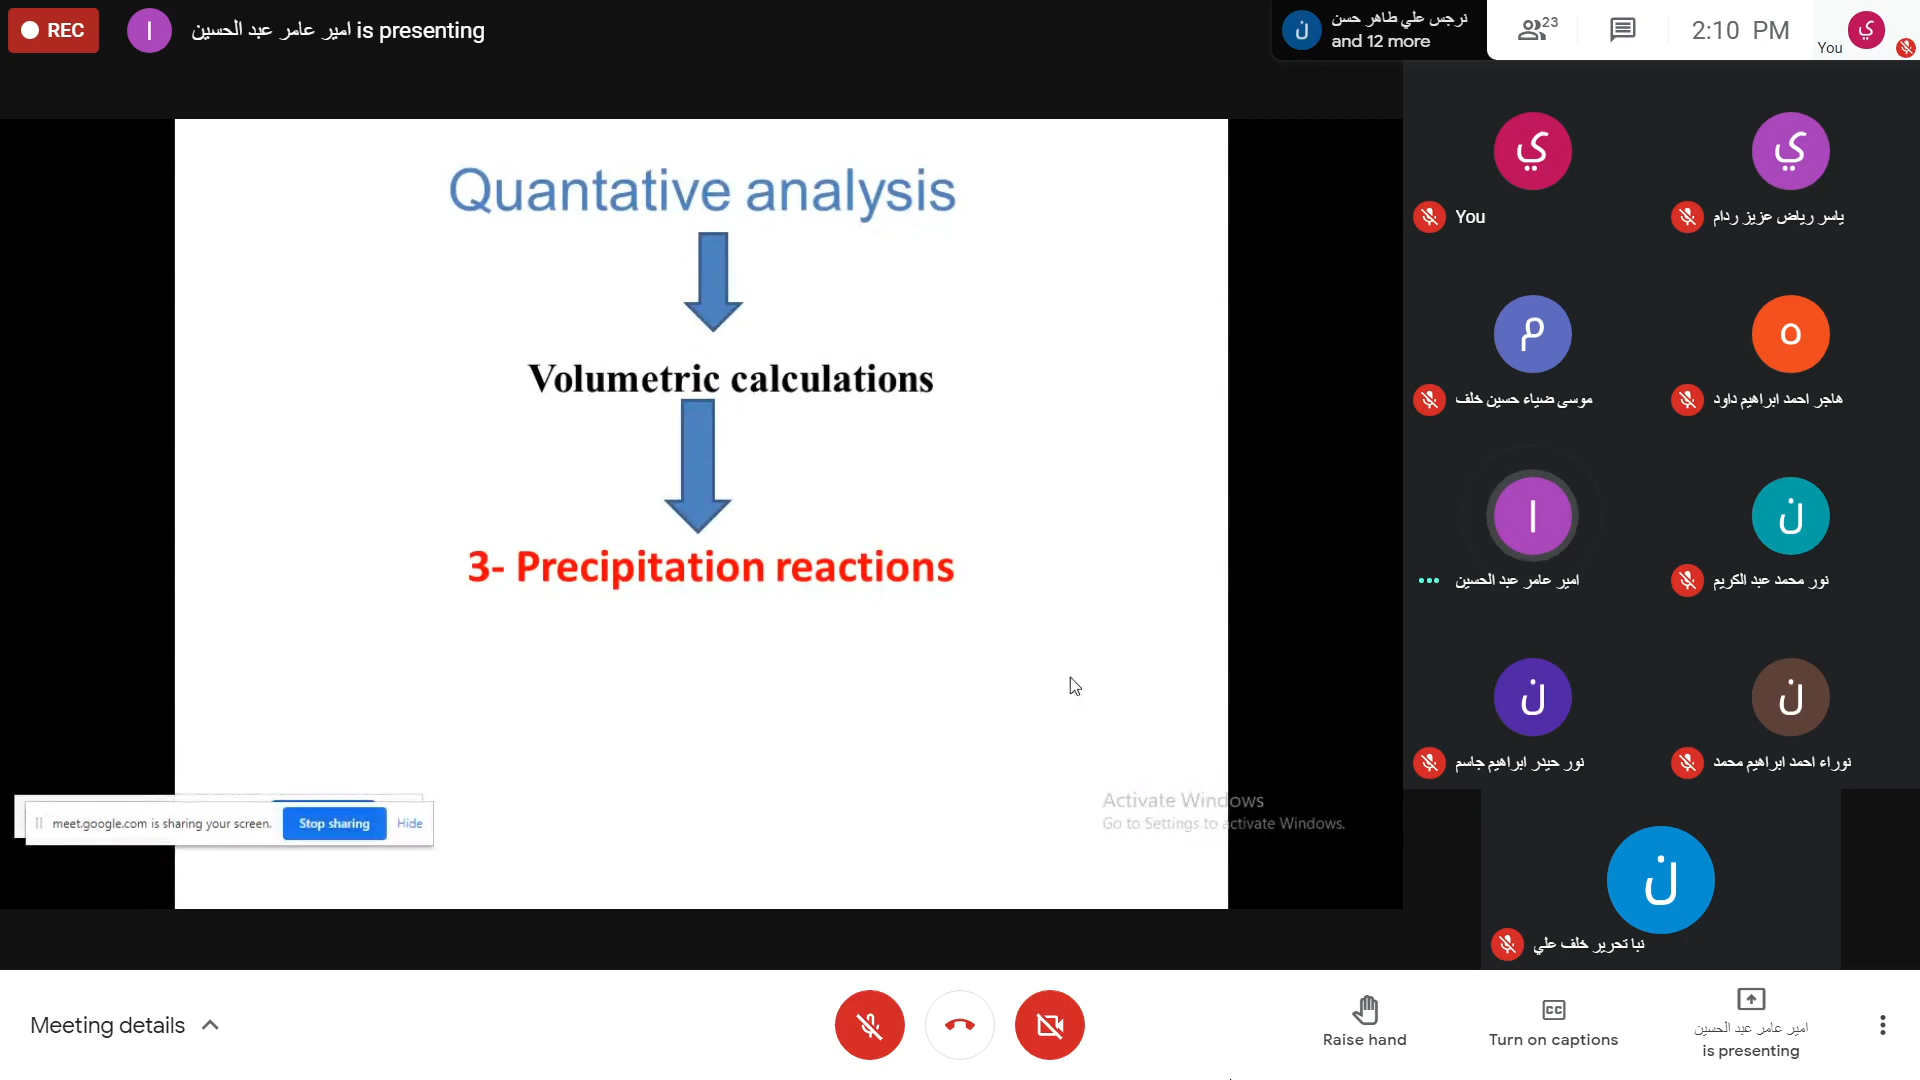 REC
ا
امير عامر عبد الحسين is presenting
ن
نرجس علي طاهر حسن
and 12 more
23
2:10 PM
You
ي
Quantative analysis
Volumetric calculations
3- Precipitation reactions
meet.google.com is sharing your screen.
Stop sharing
Hide
Activate Windows
Go to Settings to activate Windows.
ي
You
ي
ياسر رياض عزيز ردام
م
موسى ضياء حسين خلف
ه
هاجر احمد ابراهيم داود
ا
امير عامر عبد الحسين
ن
نور محمد عبد الكريم
ن
نور حيدر ابراهيم جاسم
ن
نوراء احمد ابراهيم محمد
ن
نبا تحرير خلف علي
Meeting details
Raise hand
CC
Turn on captions
امير عامر عبد الحسين
is presenting